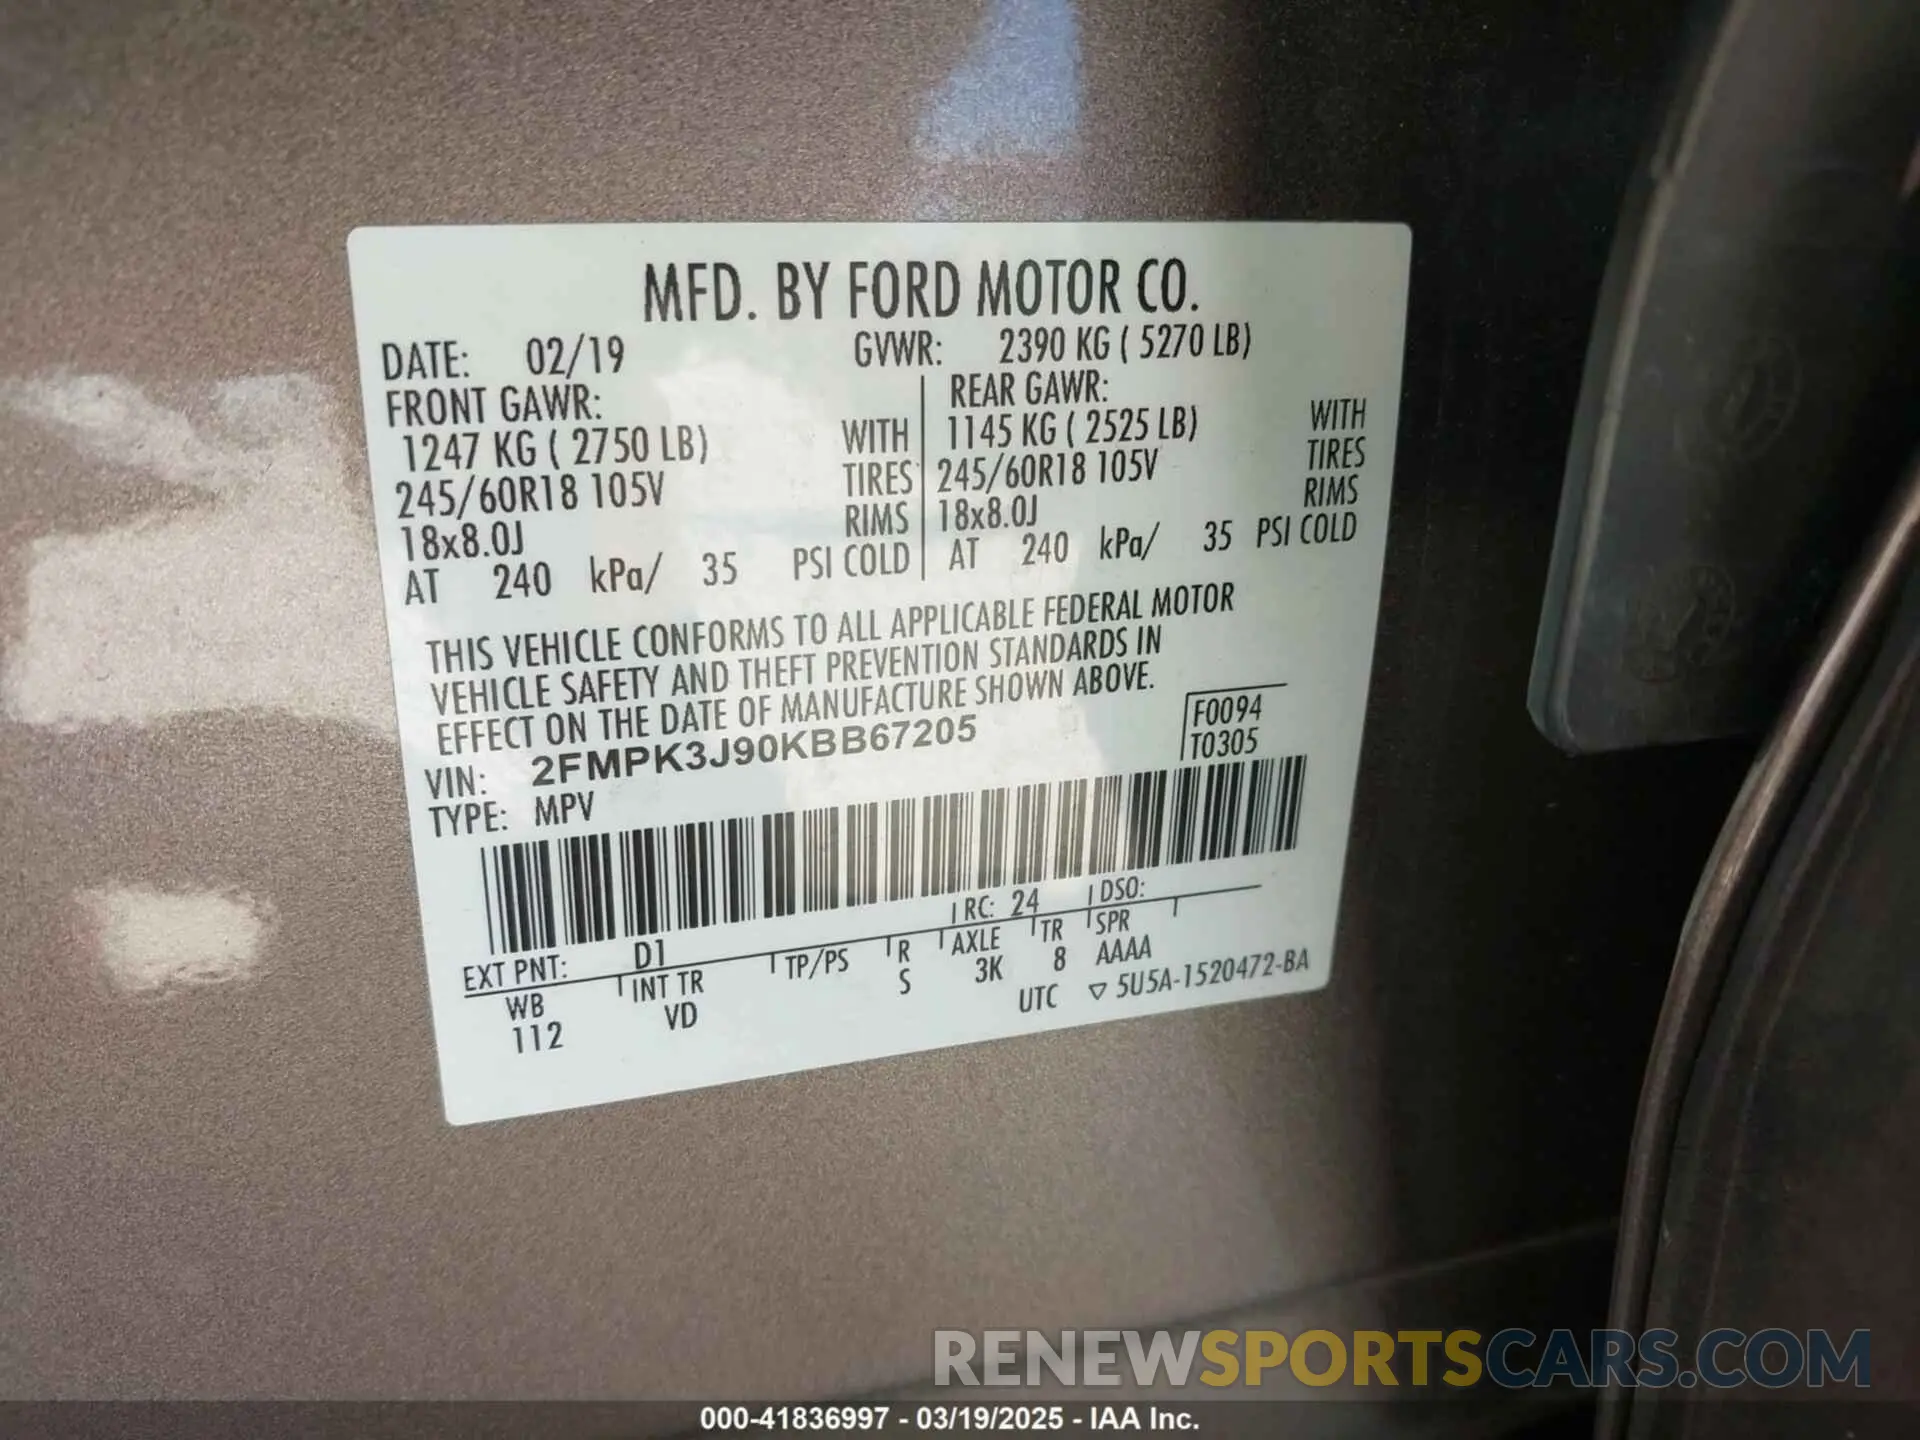 MFD. BY FORD MOTOR CO.
DATE: 02/19 GVWR: 2390 KG ( 5270 LB)
FRONT GAWR: REAR GAWR:
1247 KG ( 2750 LB) WITH 1145 KG ( 2525 LB) WITH
245/60R18 105V TIRES 245/60R18 105V TIRES
18x8.0J RIMS 18x8.0J RIMS
AT 240 kPa/ 35 PSI COLD AT 240 kPa/ 35 PSI COLD
THIS VEHICLE CONFORMS TO ALL APPLICABLE FEDERAL MOTOR
VEHICLE SAFETY AND THEFT PREVENTION STANDARDS IN
EFFECT ON THE DATE OF MANUFACTURE SHOWN ABOVE.
VIN: 2FMPK3J90KBB67205 F0094
TYPE: MPV T0305
EXT PNT: D1 RC: 24 DSO:
WB INT TR TP/PS R AXLE TR SPR
112 VD S 3K 8 AAAA
UTC ▽ 5U5A-1520472-BA
RENEWSPORTSCARS.COM
000-41836997 - 03/19/2025 - IAA Inc.